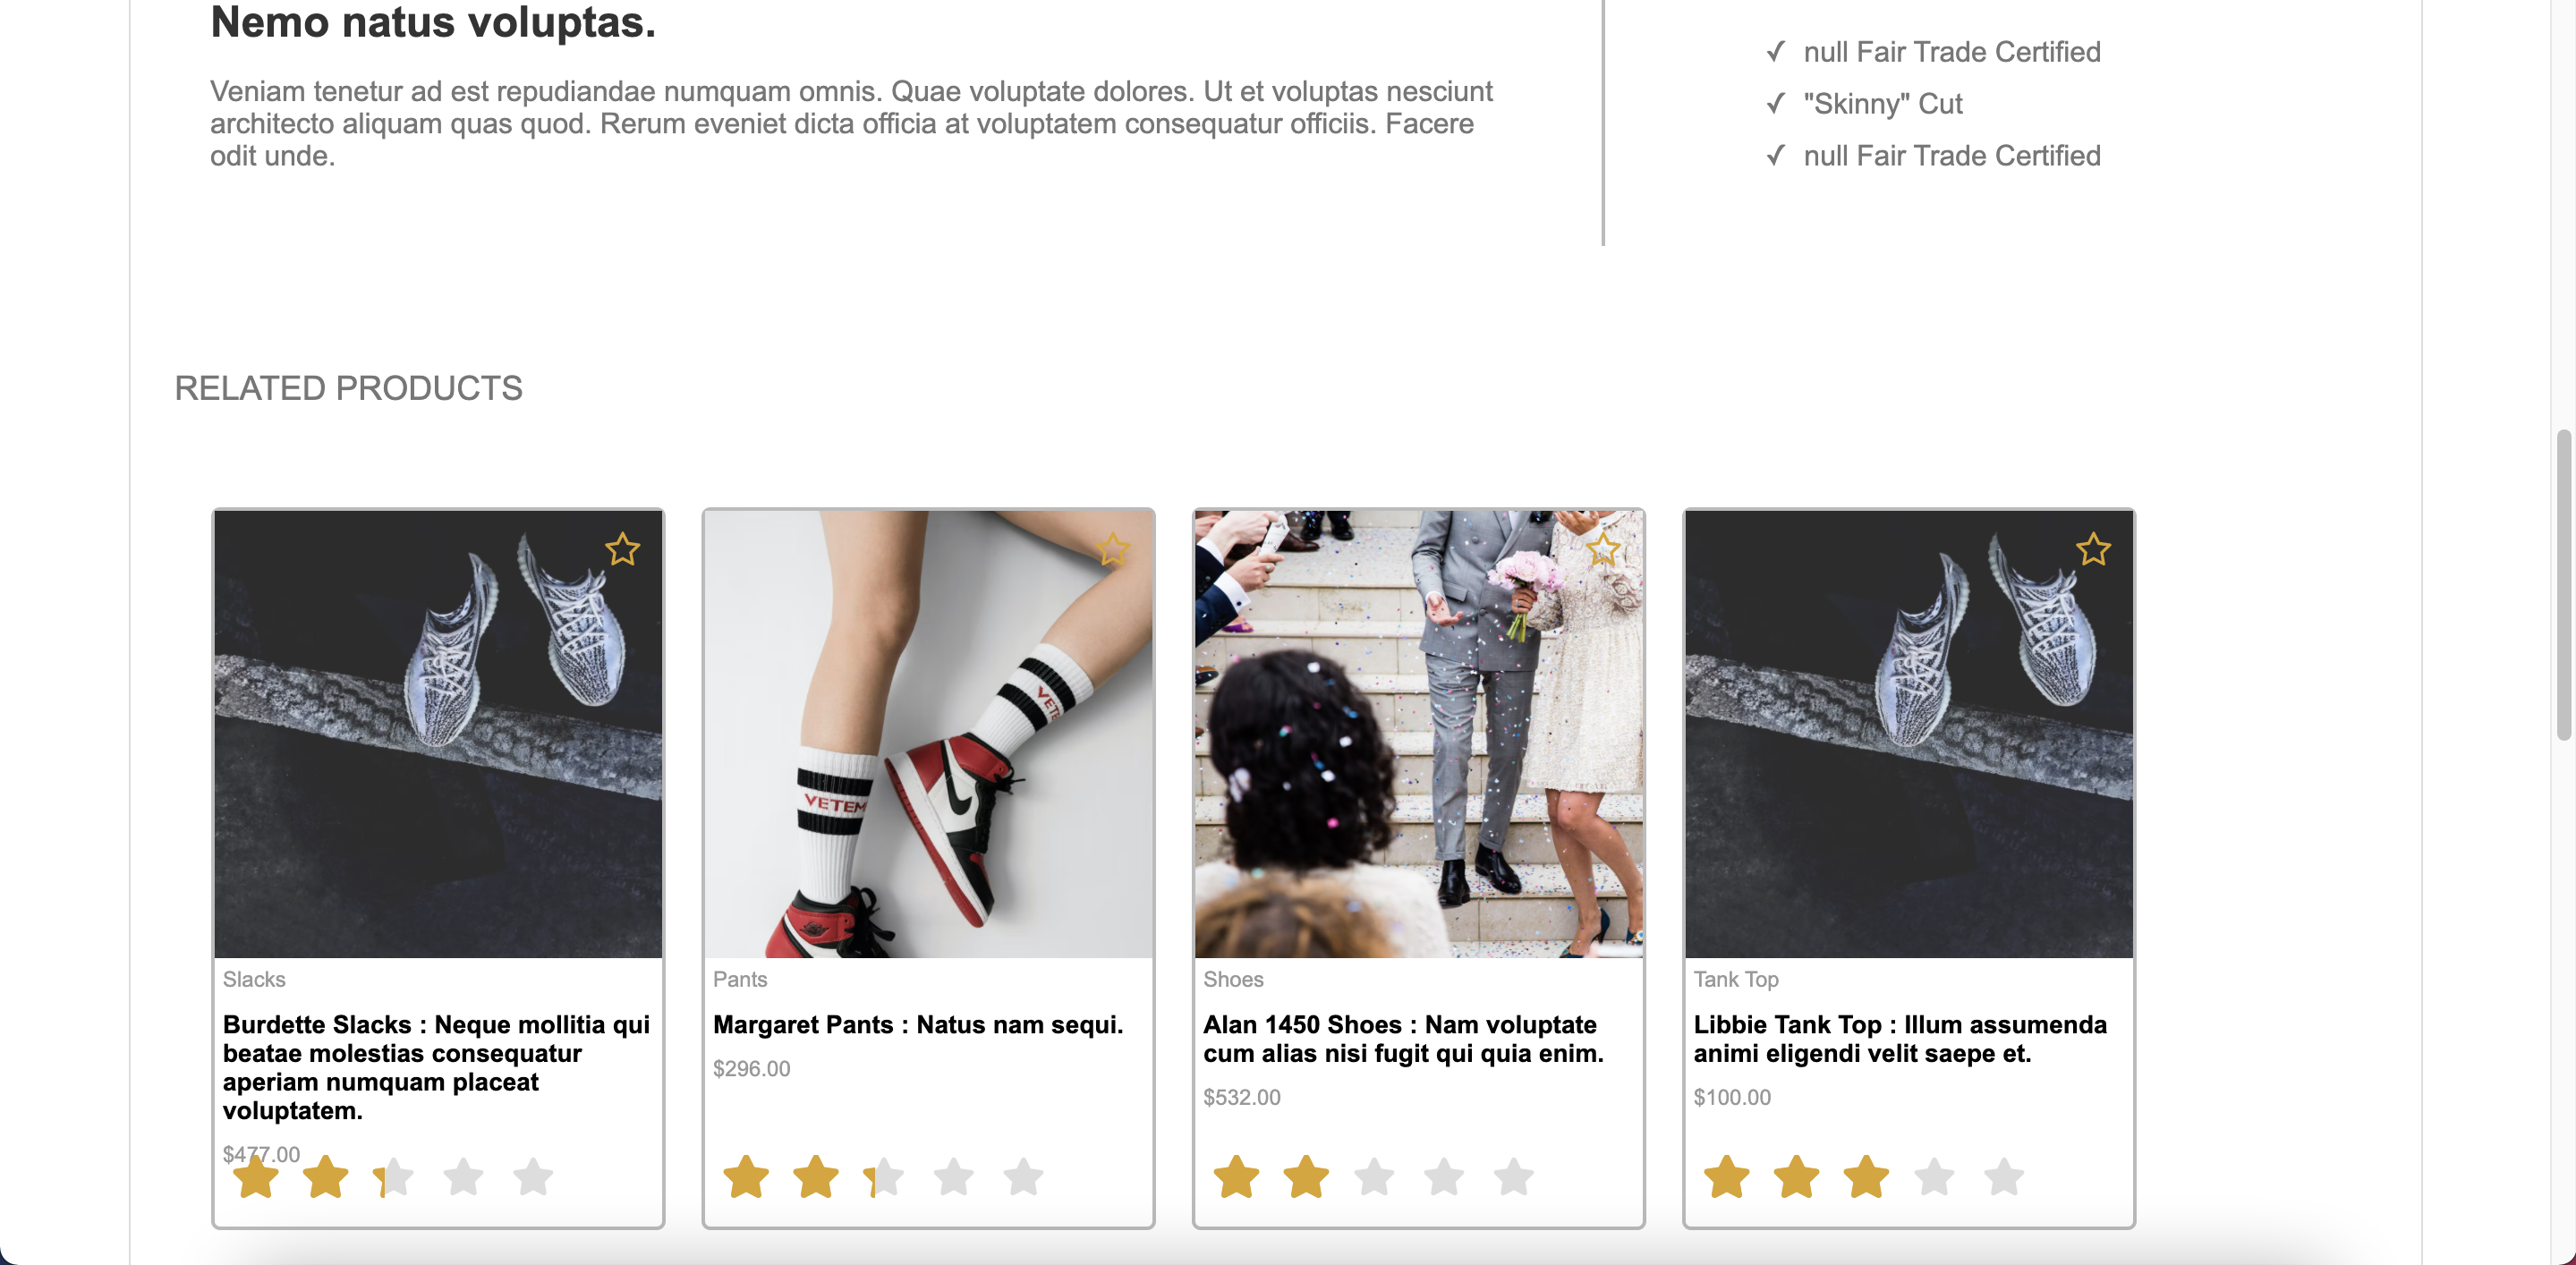 Nemo natus voluptas.
Veniam tenetur ad est repudiandae numquam omnis. Quae voluptate dolores. Ut et voluptas nesciunt
architecto aliquam quas quod. Rerum eveniet dicta officia at voluptatem consequatur officiis. Facere
odit unde.
✓ null Fair Trade Certified
✓ "Skinny" Cut
✓ null Fair Trade Certified
RELATED PRODUCTS
Slacks
Burdette Slacks : Neque mollitia qui
beatae molestias consequatur
aperiam numquam placeat
voluptatem.
$477.00
VETEM
VETE
Pants
Margaret Pants : Natus nam sequi.
$296.00
Shoes
Alan 1450 Shoes : Nam voluptate
cum alias nisi fugit qui quia enim.
$532.00
Tank Top
Libbie Tank Top : Illum assumenda
animi eligendi velit saepe et.
$100.00